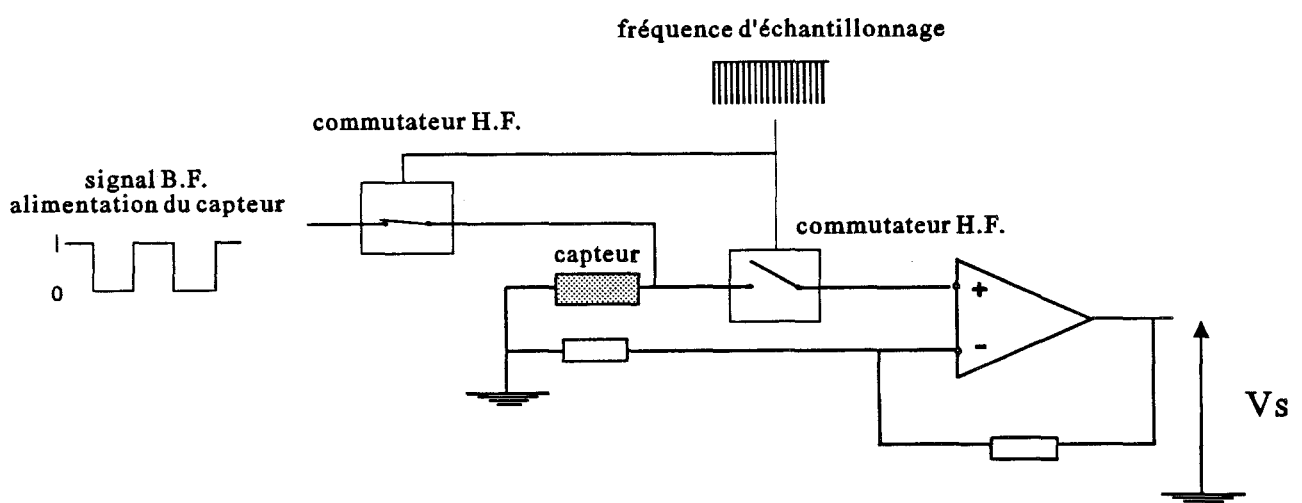 fréquence d'échantillonnage
commutateur H.F.
signal B.F.
alimentation du capteur
1
0
commutateur H.F.
capteur
+
-
Vs